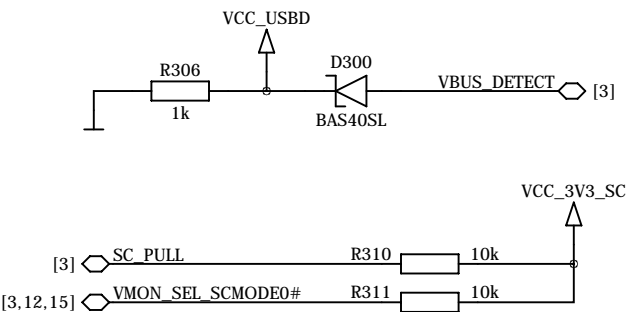 VCC_USBD
R306
D300
VBUS_DETECT
[3]
1k
BAS40SL
VCC_3V3_SC
[3]
SC_PULL
R310
10k
[3,12,15]
VMON_SEL_SCMODE0#
R311
10k